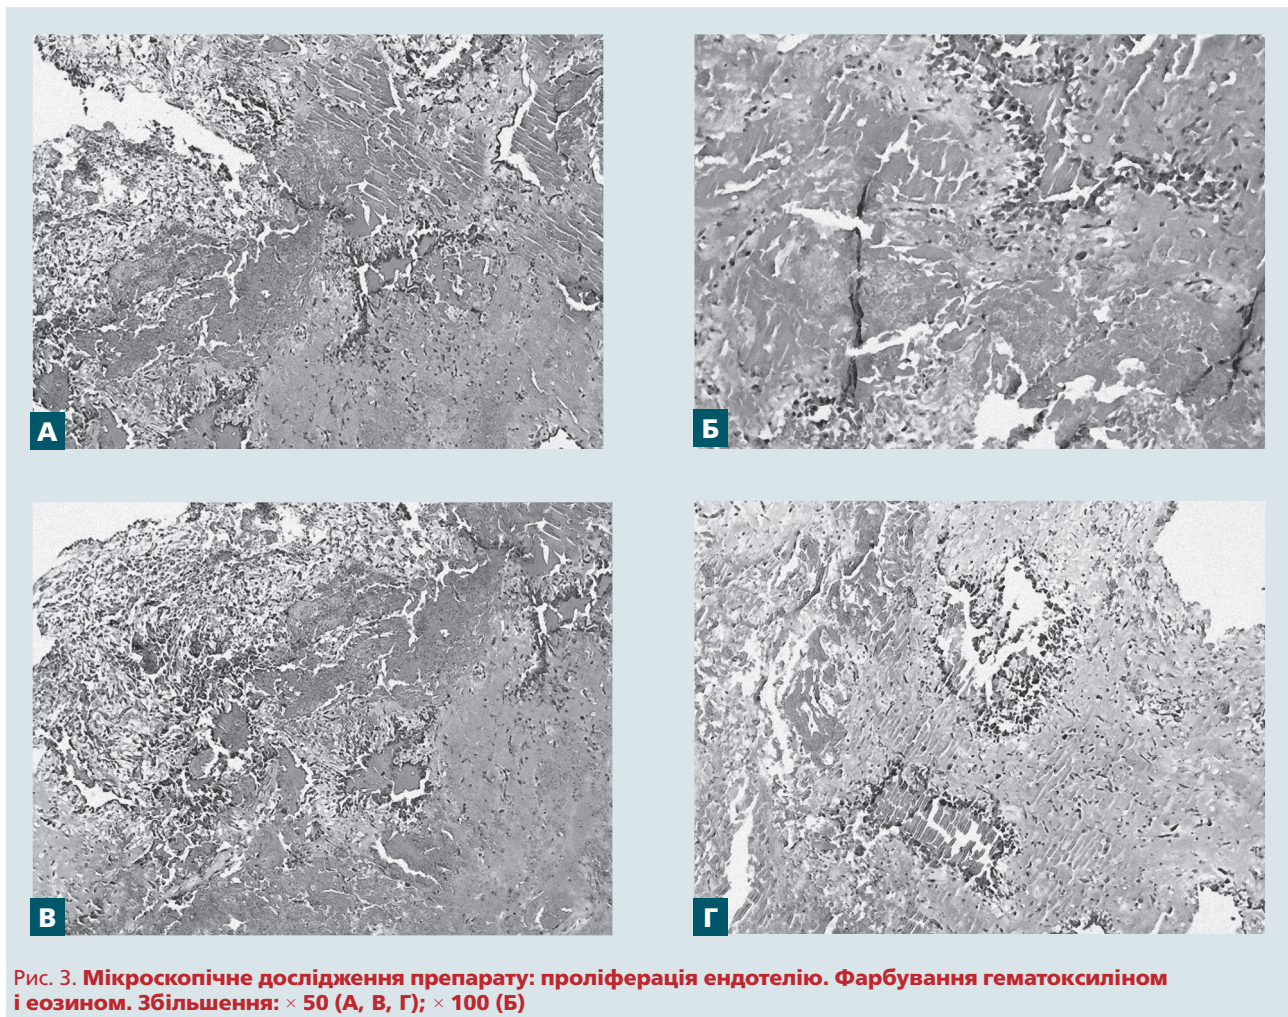 А
Б
В
Г
Рис. 3. Мікроскопічне дослідження препарату: проліферація ендотелію. Фарбування гематоксиліном
і еозином. Збільшення: × 50 (А, В, Г); × 100 (Б)